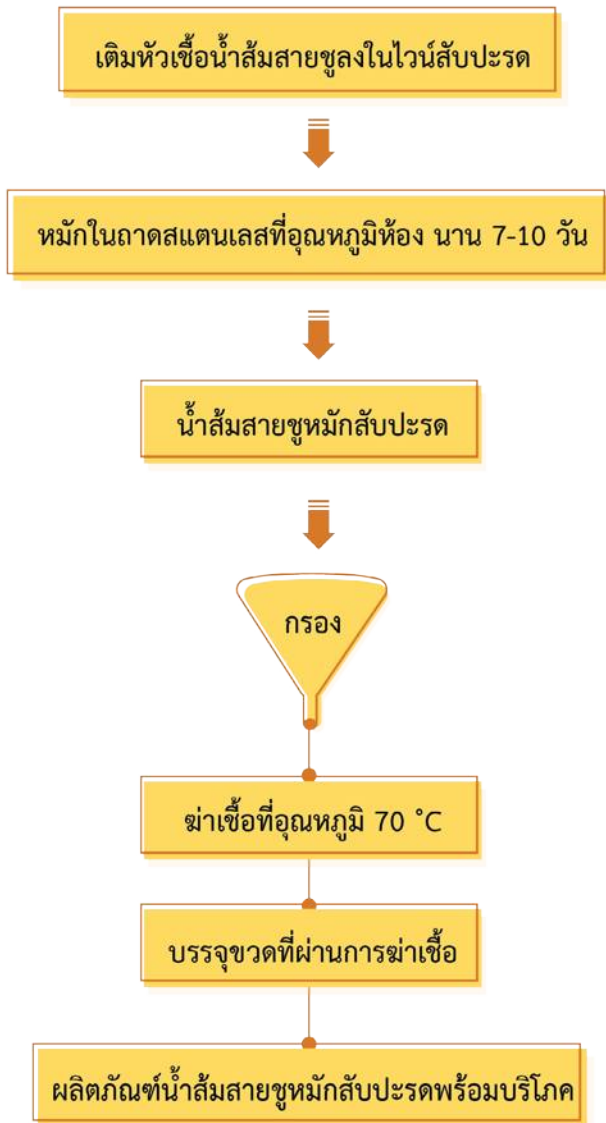 เติมหัวเชื้อน้ำส้มสายชูลงในไวน์สับปะรด
หมักในถาดสแตนเลสที่อุณหภูมิห้อง นาน 7-10 วัน
น้ำส้มสายชูหมักสับปะรด
กรอง
ฆ่าเชื้อที่อุณหภูมิ 70 °C
บรรจุขวดที่ผ่านการฆ่าเชื้อ
ผลิตภัณฑ์น้ำส้มสายชูหมักสับปะรดพร้อมบริโภค